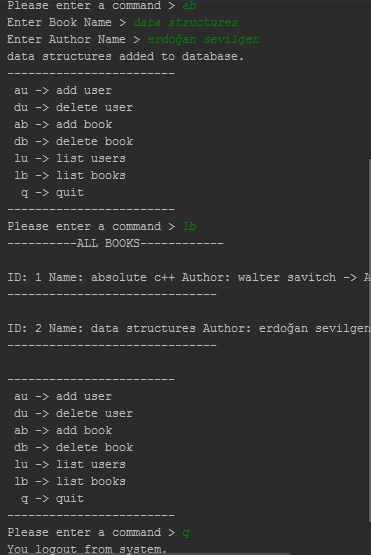 Please enter a command > ab
Enter Book Name > data structures
Enter Author Name > erdoğan sevilgen
data structures added to database.
------------------------
au -> add user
du -> delete user
ab -> add book
db -> delete book
lu -> list users
lb -> list books
q -> quit
------------------------
Please enter a command > lb
----------ALL BOOKS------------
ID: 1 Name: absolute c++ Author: walter savitch -> A
------------------------------
ID: 2 Name: data structures Author: erdoğan sevilgen
------------------------------
------------------------
au -> add user
du -> delete user
ab -> add book
db -> delete book
lu -> list users
lb -> list books
q -> quit
------------------------
Please enter a command > q
You logout from system.